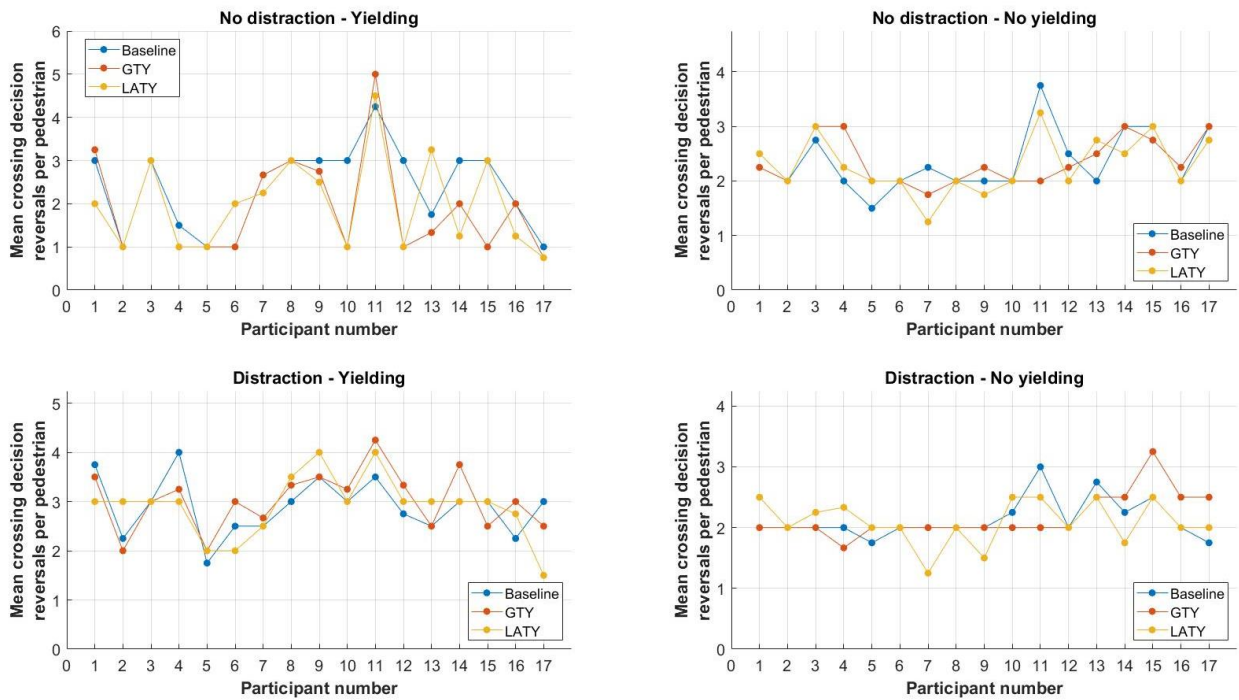 No distraction - Yielding
Mean crossing decision
reversals per pedestrian
6
5
4
3
2
1
0
Baseline
GTY
LATY
0 1 2 3 4 5 6 7 8 9 10 11 12 13 14 15 16 17
Participant number
No distraction - No yielding
Mean crossing decision
reversals per pedestrian
4
3
2
1
0
Baseline
GTY
LATY
0 1 2 3 4 5 6 7 8 9 10 11 12 13 14 15 16 17
Participant number
Distraction - Yielding
Mean crossing decision
reversals per pedestrian
5
4
3
2
1
0
Baseline
GTY
LATY
0 1 2 3 4 5 6 7 8 9 10 11 12 13 14 15 16 17
Participant number
Distraction - No yielding
Mean crossing decision
reversals per pedestrian
4
3
2
1
0
Baseline
GTY
LATY
0 1 2 3 4 5 6 7 8 9 10 11 12 13 14 15 16 17
Participant number